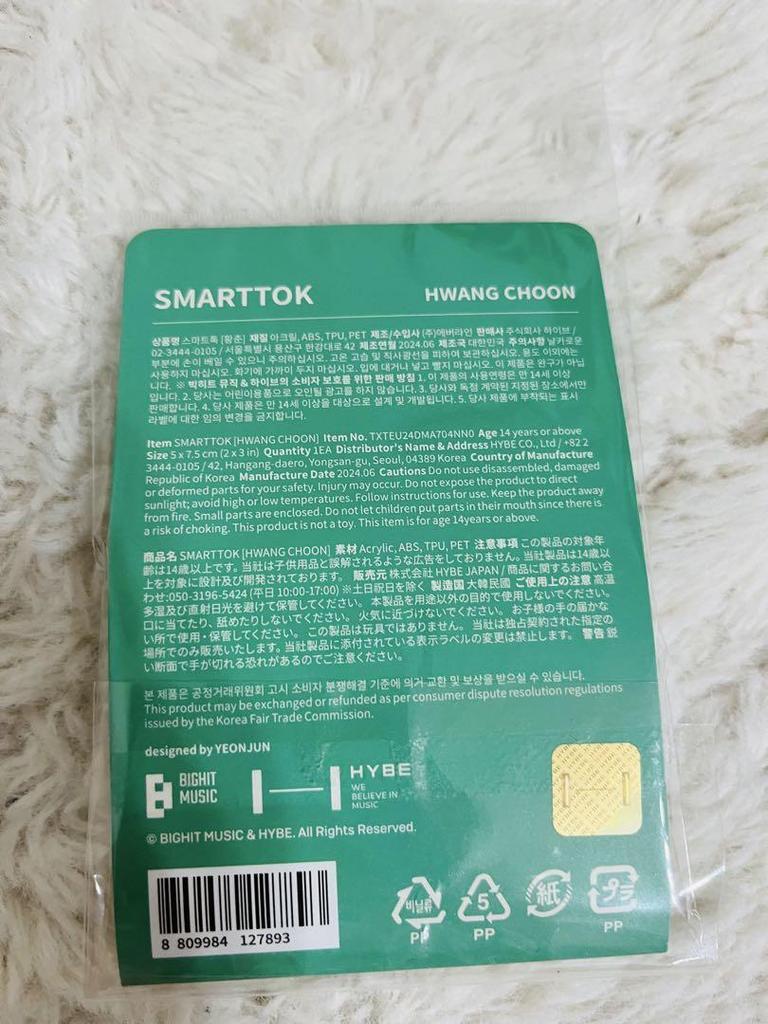 SMARTTOK
HWANG CHOON
상품명 스마트톡 [황춘] 재질 아크릴, ABS, TPU, PET 제조/수입사 (주)에버라인 판매사 주식회사 하이브 /
02-3444-0105 / 서울특별시 용산구 한강대로 42 제조연월 2024.06 제조국 대한민국 주의사항 날카로운
부분에 손이 베일 수 있으니 주의하십시오. 고온 고습 및 직사광선을 피하여 보관하십시오. 용도 이외에는
사용하지 마십시오. 화기에 가까이 두지 마십시오. 입에 대거나 넣고 빨지 마십시오. 이 제품은 완구가 아닙
니다. ※ 빅히트 뮤직 & 하이브의 소비자 보호를 위한 판매 방침 1. 이 제품의 사용연령은 만 14세 이상
입니다. 2. 당사는 어린이용품으로 오인될 광고를 하지 않습니다. 3. 당사와 독점 계약된 지정된 장소에서만
판매합니다. 4. 당사 제품은 만 14세 이상을 대상으로 설계 및 개발됩니다. 5. 당사 제품에 부착되는 표시
라벨에 대한 임의 변경을 금지합니다.
Item SMARTTOK [HWANG CHOON] Item No. TXTEU24DMA704NN0 Age 14 years or above
Size 5 x 7.5 cm (2 x 3 in) Quantity 1EA Distributor's Name & Address HYBE CO., Ltd / +82 2
3444-0105 / 42, Hangang-daero, Yongsan-gu, Seoul, 04389 Korea Country of Manufacture
Republic of Korea Manufacture Date 2024.06 Cautions Do not use disassembled, damaged
or deformed parts for your safety. Injury may occur. Do not expose the product to direct
sunlight; avoid high or low temperatures. Follow instructions for use. Keep the product away
from fire. Small parts are enclosed. Do not let children put parts in their mouth since there is
a risk of choking. This product is not a toy. This item is for age 14years or above.
商品名 SMARTTOK [HWANG CHOON] 素材 Acrylic, ABS, TPU, PET 注意事項 この製品の対象年
齢は14歳以上です。当社は子供用品と誤解されるような広告をしておりません。当社製品は14歳以
上を対象に設計及び開発されております。 販売元 株式会社 HYBE JAPAN / 商品に関するお問い合
わせ:050-3196-5424 (平日 10:00-17:00) ※土日祝日を除く 製造国 大韓民國 ご使用上の注意 高温
多湿及び直射日光を避けて保管してください。 本製品を用途以外の目的で使用しないでください。
口に当てたり、舐めたりしないでください。 火気に近づけないでください。 お子様の手の届かな
い所で使用・保管してください。 この製品は玩具ではありません。 当社は独占契約された指定の
場所でのみ販売いたします。当社製品に添付されている表示ラベルの変更は禁止します。 警告 鋭
い断面で手が切れる恐れがあるのでご注意ください。
본 제품은 공정거래위원회 고시 소비자 분쟁해결 기준에 의거 교환 및 보상을 받으실 수 있습니다.
This product may be exchanged or refunded as per consumer dispute resolution regulations
issued by the Korea Fair Trade Commission.
designed by YEONJUN
BIGHIT
MUSIC
HYBE
WE
BELIEVE IN
MUSIC
© BIGHIT MUSIC & HYBE. All Rights Reserved.
8 809984 127893
비닐류
PP
5
PP
紙
プラ
PP